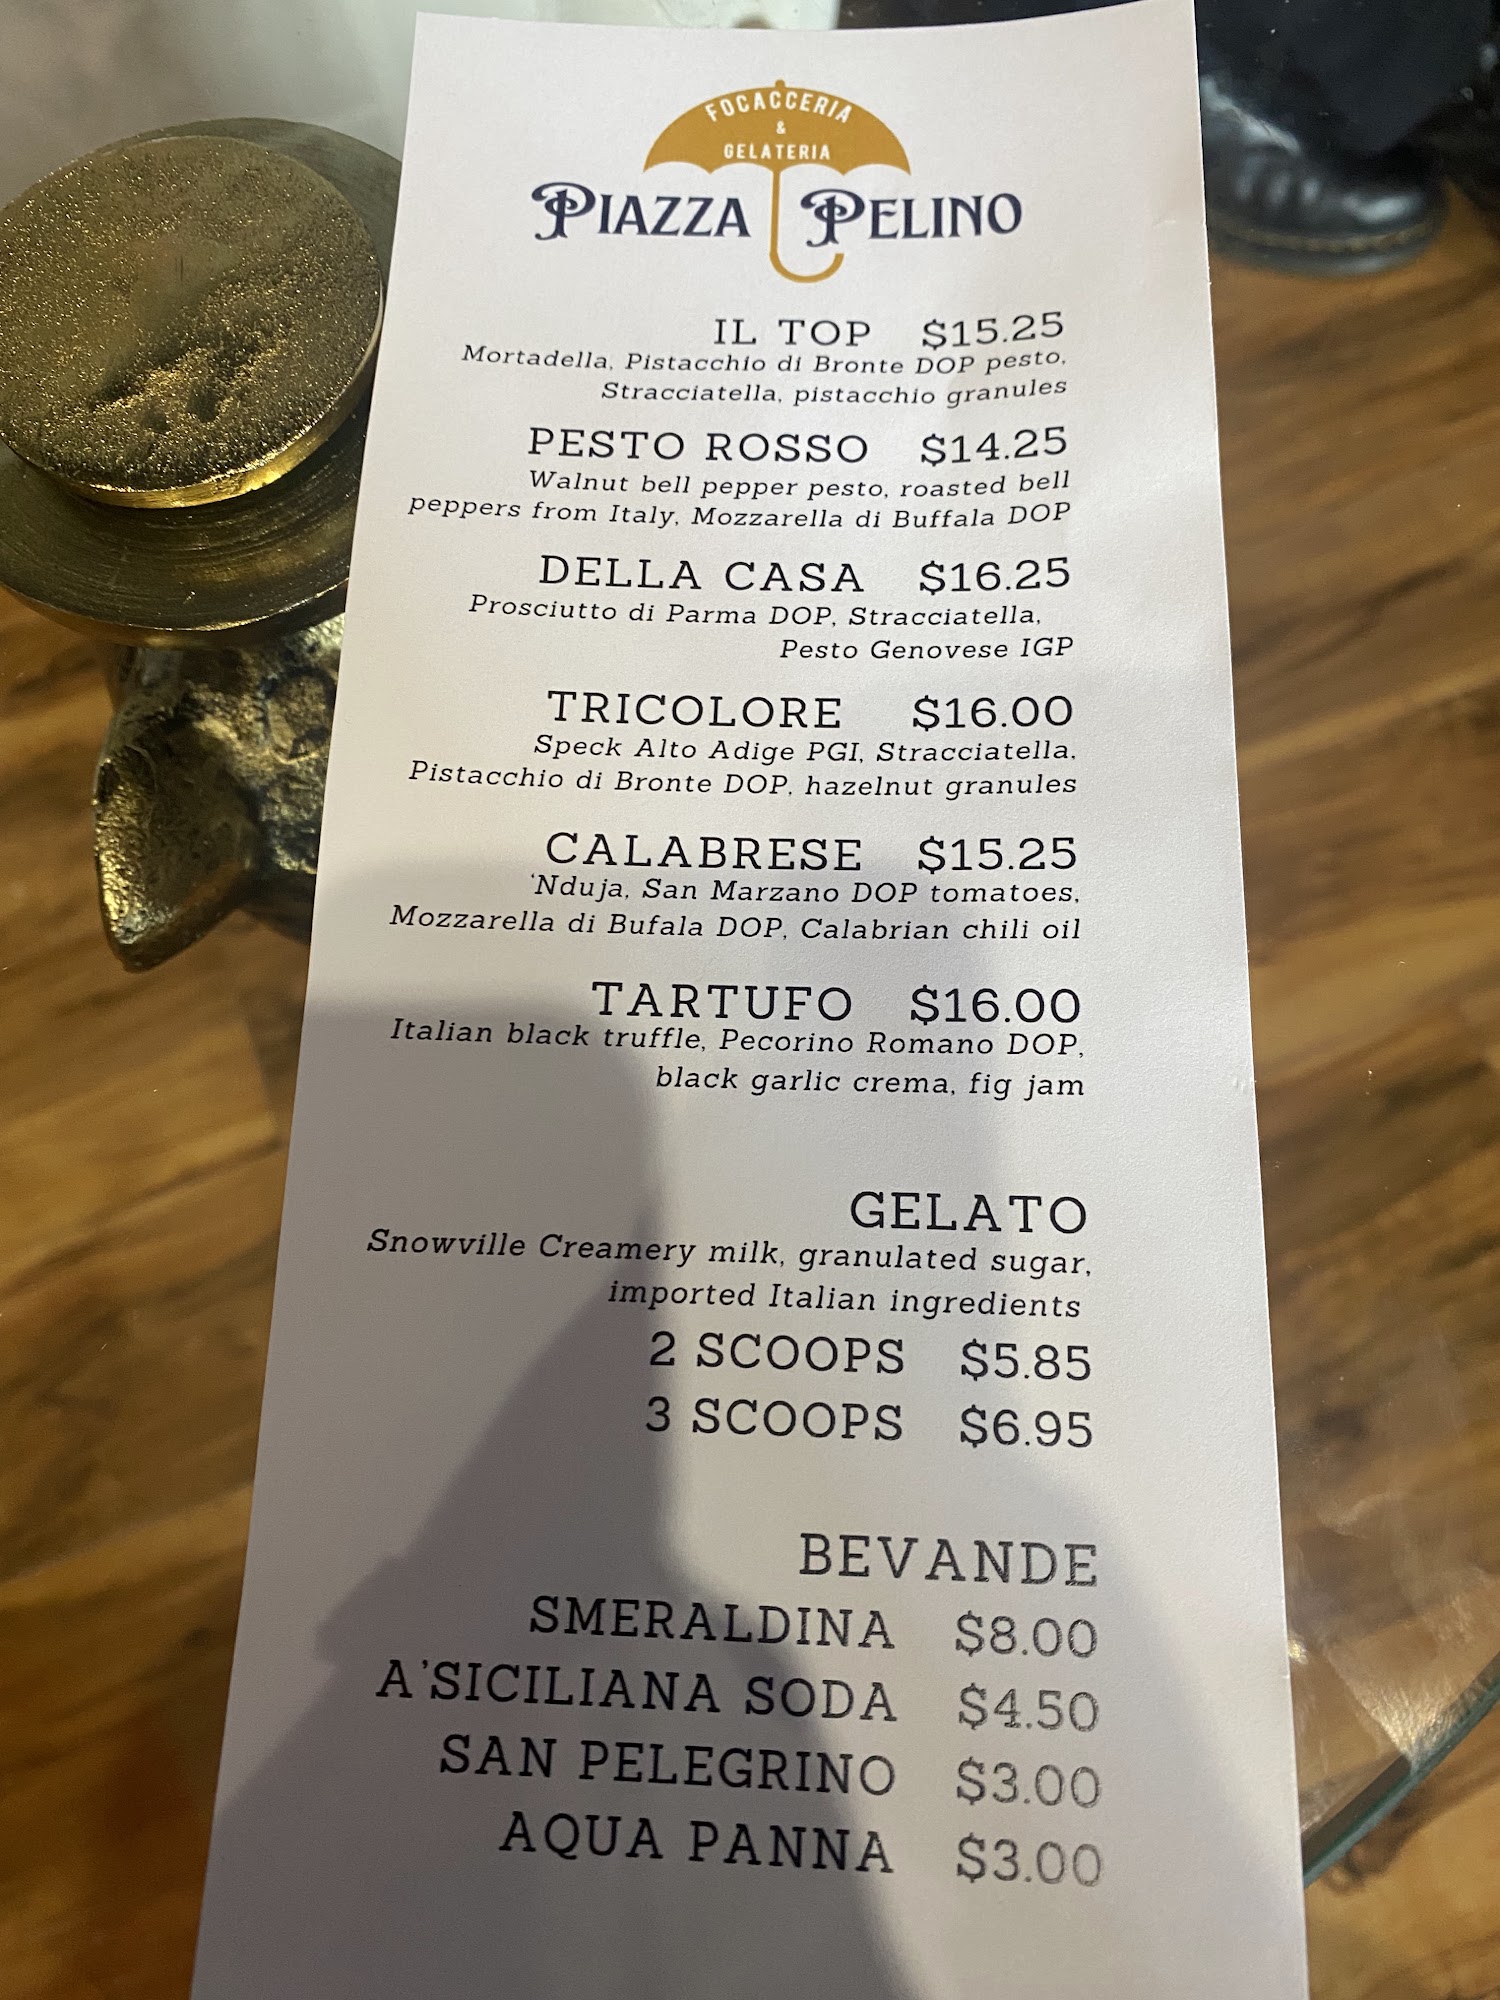 FOCACCERIA
&
GELATERIA
PIAZZA PELINO
IL TOP $15.25
Mortadella, Pistacchio di Bronte DOP pesto,
Stracciatella, pistacchio granules
PESTO ROSSO $14.25
Walnut bell pepper pesto, roasted bell
peppers from Italy, Mozzarella di Buffala DOP
DELLA CASA $16.25
Prosciutto di Parma DOP, Stracciatella,
Pesto Genovese IGP
TRICOLORE $16.00
Speck Alto Adige PGI, Stracciatella,
Pistacchio di Bronte DOP, hazelnut granules
CALABRESE $15.25
'Nduja, San Marzano DOP tomatoes,
Mozzarella di Bufala DOP, Calabrian chili oil
TARTUFO $16.00
Italian black truffle, Pecorino Romano DOP,
black garlic crema, fig jam
GELATO
Snowville Creamery milk, granulated sugar,
imported Italian ingredients
2 SCOOPS $5.85
3 SCOOPS $6.95
BEVANDE
SMERALDINA $8.00
A'SICILIANA SODA $4.50
SAN PELEGRINO $3.00
AQUA PANNA $3.00